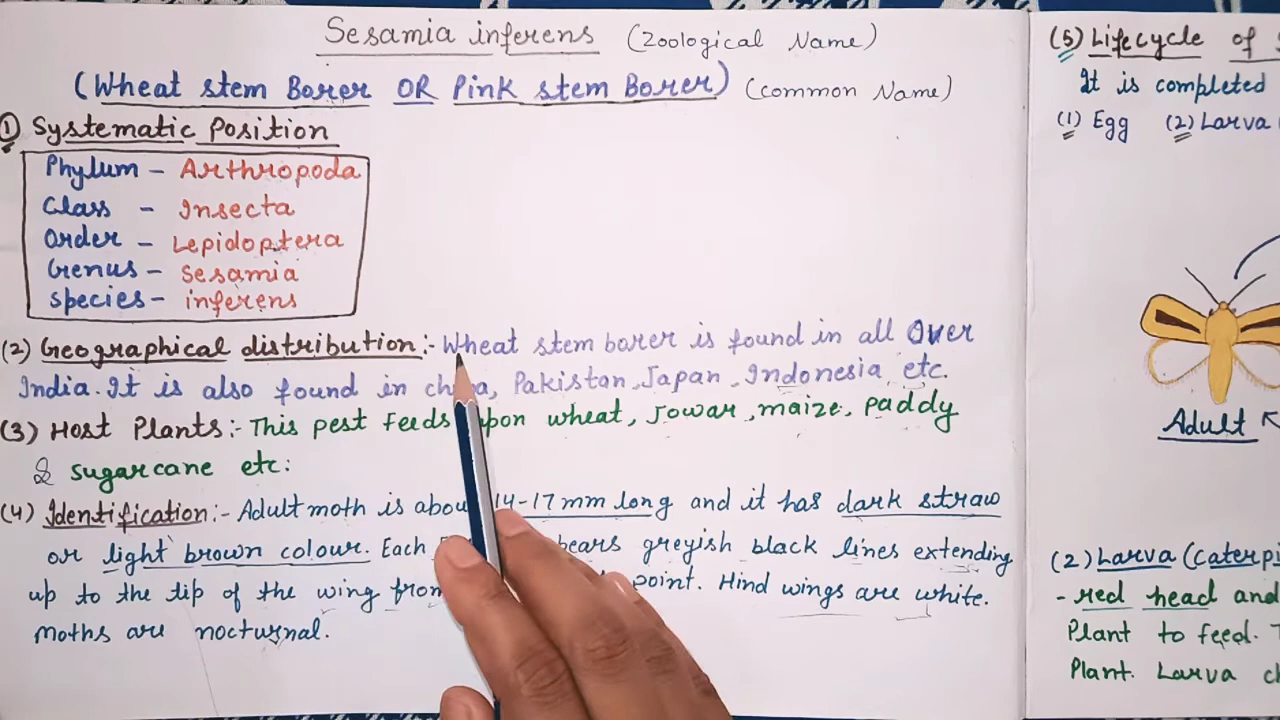 Sesamia inferens (Zoological Name)
(Wheat stem Borer OR Pink stem Borer) (Common Name)
① Systematic Position
Phylum - Arthropoda
Class - Insecta
Order - Lepidoptera
Genus - Sesamia
Species - inferens
(2) Geographical distribution:- Wheat stem borer is found in all Over
India. It is also found in china, Pakistan, Japan, Indonesia etc.
(3) Host Plants:- This pest feeds upon wheat, Jowar, maize, Paddy
& sugarcane etc:
(4) Identification:- Adult moth is about 14-17 mm long and it has dark straw
or light brown colour. Each bears greyish black lines extending
up to the tip of the wing from point. Hind wings are white.
moths are nocturnal.
(5) Lifecycle of
It is completed
(1) Egg (2) Larva
Adult
(2) Larva (Caterpi
- red head and
Plant to feed.
Plant. Larva